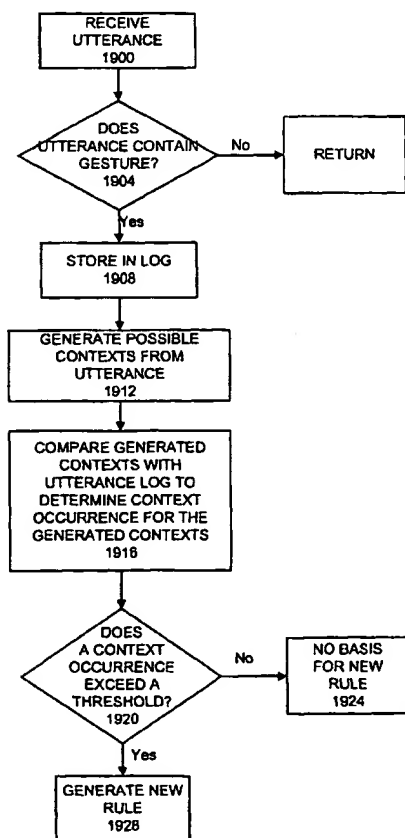 RECEIVE
UTTERANCE
1900
DOES
UTTERANCE CONTAIN
GESTURE?
1904
No
RETURN
Yes
STORE IN LOG
1908
GENERATE POSSIBLE
CONTEXTS FROM
UTTERANCE
1912
COMPARE GENERATED
CONTEXTS WITH
UTTERANCE LOG TO
DETERMINE CONTEXT
OCCURRENCE FOR THE
GENERATED CONTEXTS
1916
DOES
A CONTEXT
OCCURRENCE
EXCEED A
THRESHOLD?
1920
No
NO BASIS
FOR NEW
RULE
1924
Yes
GENERATE NEW
RULE
1928